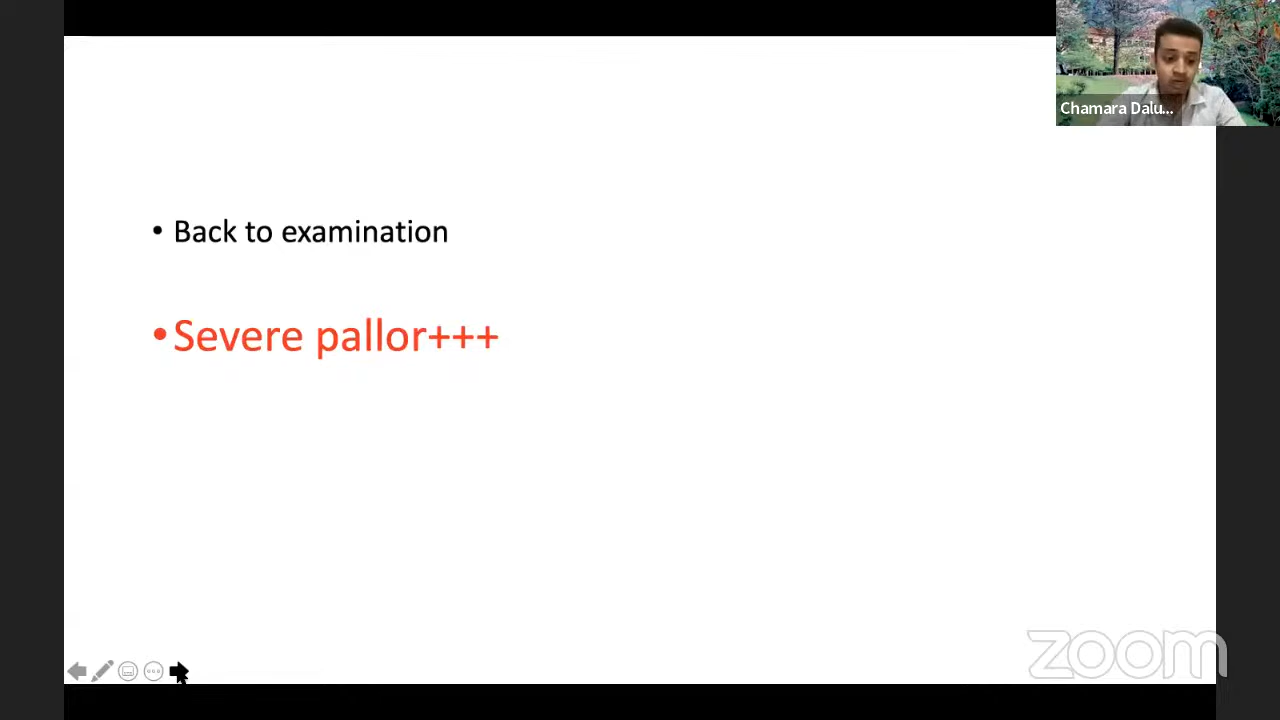 Chamara Dalu...
• Back to examination
• Severe pallor+++
zoom